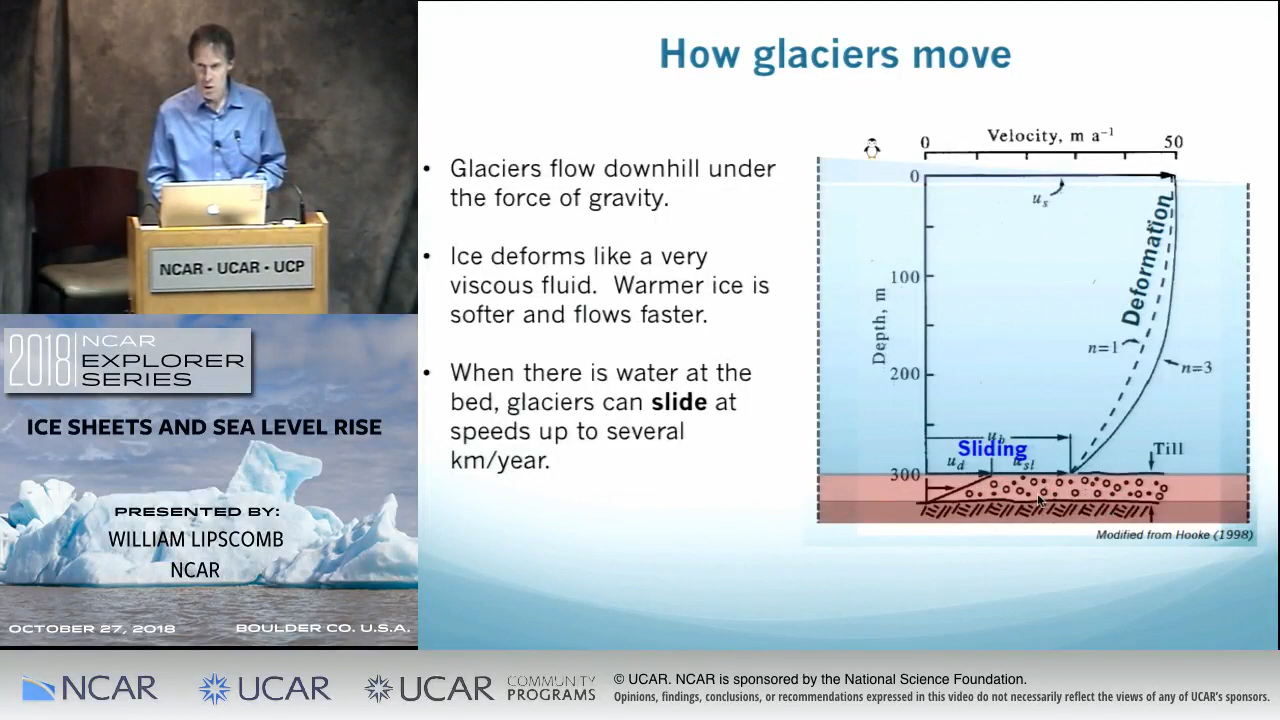 How glaciers move
• Glaciers flow downhill under
the force of gravity.
• Ice deforms like a very
viscous fluid. Warmer ice is
softer and flows faster.
• When there is water at the
bed, glaciers can slide at
speeds up to several
km/year.
Velocity, m a⁻¹
0
50
0
100
200
300
Depth, m
u_s
Deformation
n=1
n=3
u_b
Sliding
u_d
u_sl
Till
Modified from Hooke (1998)
NCAR • UCAR • UCP
2018 NCAR
EXPLORER
SERIES
ICE SHEETS AND SEA LEVEL RISE
PRESENTED BY:
WILLIAM LIPSCOMB
NCAR
OCTOBER 27, 2018
BOULDER CO. U.S.A.
NCAR
UCAR
UCAR
COMMUNITY
PROGRAMS
© UCAR. NCAR is sponsored by the National Science Foundation.
Opinions, findings, conclusions, or recommendations expressed in this video do not necessarily reflect the views of any of UCAR's sponsors.